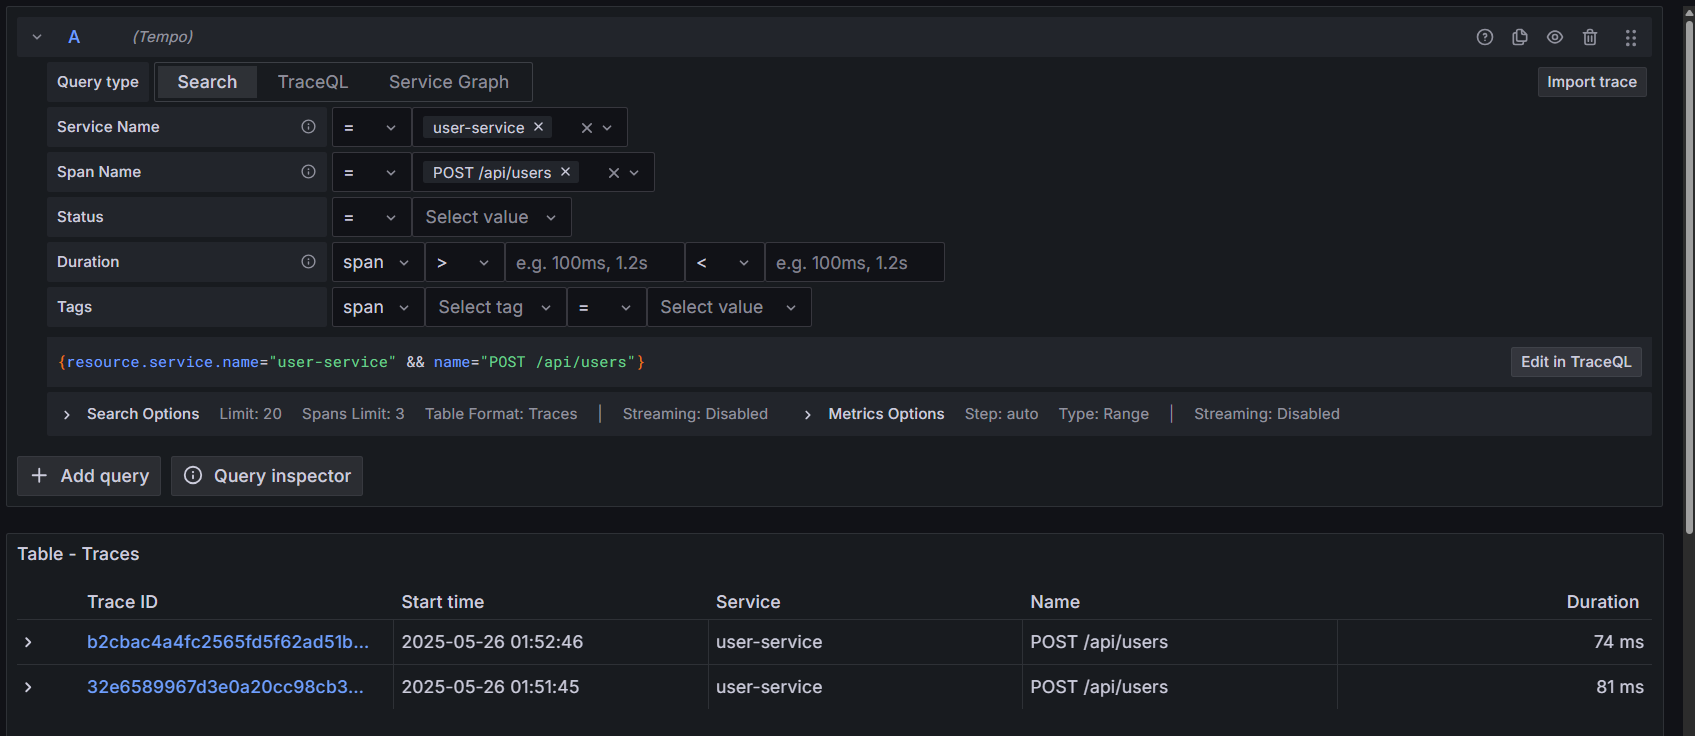 A (Tempo)
Query type Search TraceQL Service Graph Import trace
Service Name = user-service
Span Name = POST /api/users
Status = Select value
Duration span > e.g. 100ms, 1.2s < e.g. 100ms, 1.2s
Tags span Select tag = Select value
{resource.service.name="user-service" && name="POST /api/users"} Edit in TraceQL
Search Options Limit: 20 Spans Limit: 3 Table Format: Traces | Streaming: Disabled Metrics Options Step: auto Type: Range | Streaming: Disabled
+ Add query Query inspector
Table - Traces
Trace ID Start time Service Name Duration
b2cbac4a4fc2565fd5f62ad51b... 2025-05-26 01:52:46 user-service POST /api/users 74 ms
32e6589967d3e0a20cc98cb3... 2025-05-26 01:51:45 user-service POST /api/users 81 ms